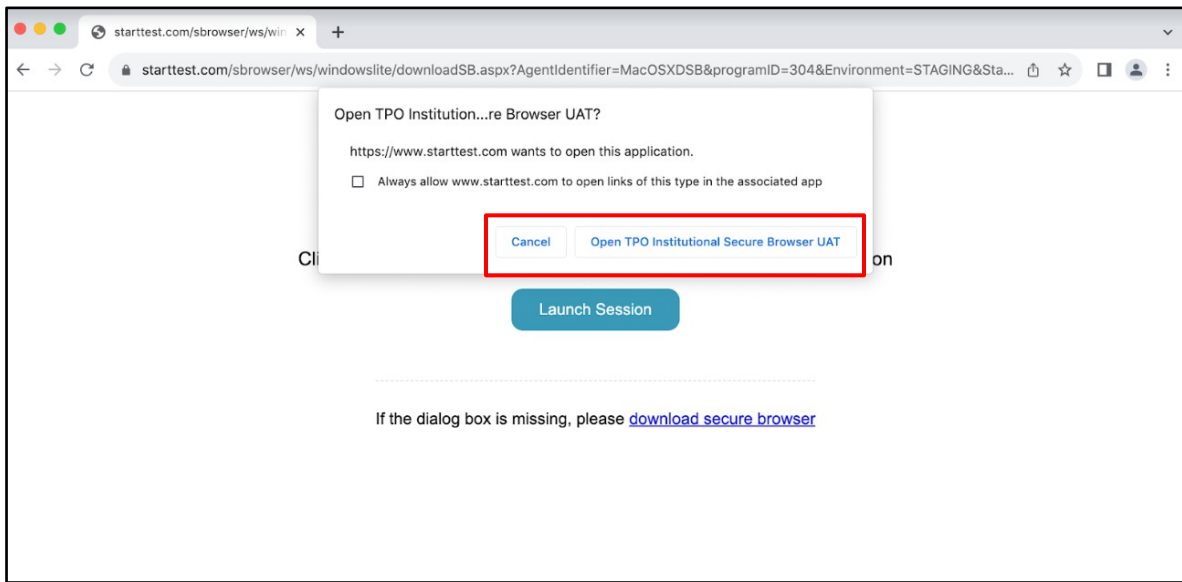 starttest.com/sbrowser/ws/win
starttest.com/sbrowser/ws/windowslite/downloadSB.aspx?AgentIdentifier=MacOSXDSB&programID=304&Environment=STAGING&Sta...
Open TPO Institution...re Browser UAT?
https://www.starttest.com wants to open this application.
Always allow www.starttest.com to open links of this type in the associated app
Cancel Open TPO Institutional Secure Browser UAT
Cli on
Launch Session
If the dialog box is missing, please download secure browser